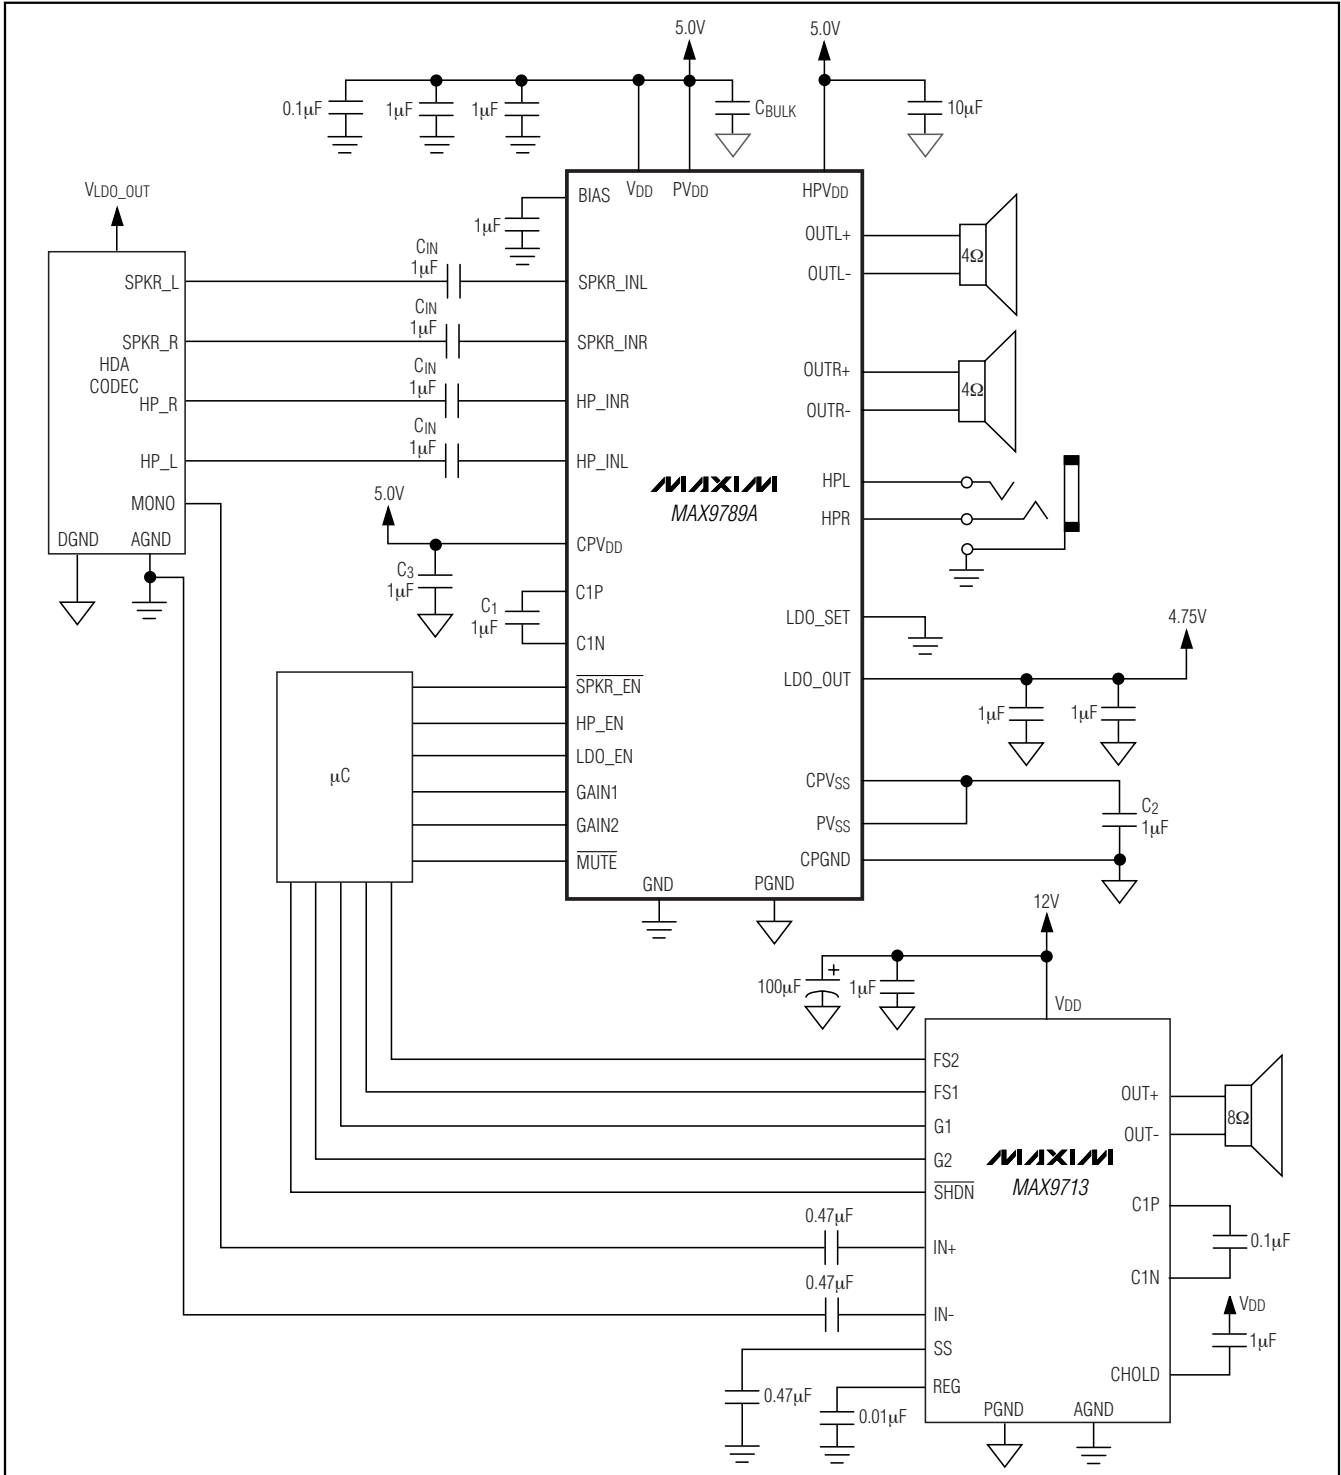 5.0V
5.0V
0.1µF
1µF
1µF
CBULK
10µF
VLDO_OUT
BIAS
VDD
PVDD
HPVDD
1µF
OUTL+
OUTL-
4Ω
SPKR_L
CIN
1µF
SPKR_INL
SPKR_R
CIN
1µF
SPKR_INR
HDA
CODEC
HP_R
CIN
1µF
HP_INR
OUTR+
OUTR-
4Ω
HP_L
CIN
1µF
HP_INL
MAXIM
MAX9789A
HPL
HPR
MONO
DGND
AGND
5.0V
CPVDD
C3
1µF
C1P
C1
1µF
C1N
LDO_SET
4.75V
LDO_OUT
1µF
1µF
SPKR_EN
HP_EN
LDO_EN
GAIN1
GAIN2
MUTE
µC
CPVSS
PVSS
CPGND
C2
1µF
GND
PGND
12V
100µF
+
1µF
VDD
FS2
FS1
G1
G2
SHDN
OUT+
OUT-
8Ω
MAXIM
MAX9713
0.47µF
IN+
0.47µF
IN-
C1P
0.1µF
C1N
VDD
1µF
CHOLD
SS
0.47µF
REG
0.01µF
PGND
AGND